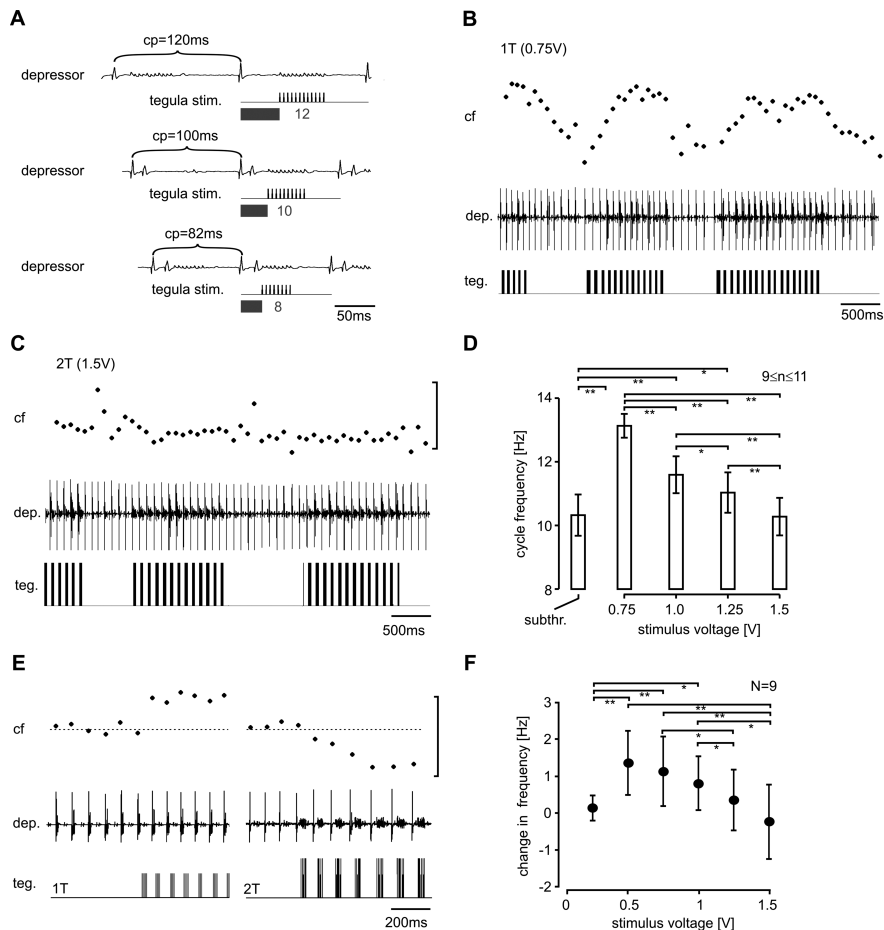 A
cp=120ms
depressor
tegula stim.
12
cp=100ms
depressor
tegula stim.
10
cp=82ms
depressor
tegula stim.
8
50ms
B
1T (0.75V)
cf
dep.
teg.
500ms
C
2T (1.5V)
cf
dep.
teg.
500ms
D
9≤n≤11
*
**
**
**
**
**
**
*
**
**
cycle frequency [Hz]
14
12
10
8
subthr.
0.75
1.0
1.25
1.5
stimulus voltage [V]
E
cf
dep.
teg.
1T
2T
200ms
F
N=9
*
**
**
**
**
*
*
*
change in frequency [Hz]
3
2
1
0
-1
-2
0
0.5
1
1.5
stimulus voltage [V]